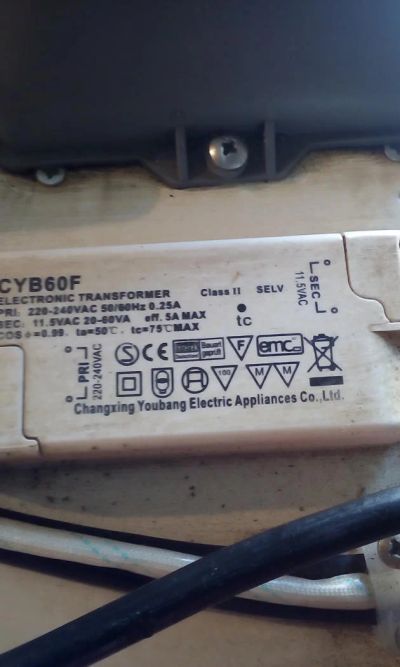 CYB60F
ELECTRONIC TRANSFORMER
PRI: 220-240VAC 50/60Hz 0.25A
SEC: 11.5VAC 20-60VA eff. 5A MAX
COS ø=0.99. ta=50℃. tc=75℃MAX
Class II SELV
tc
SEC
11.5VAC
PRI
220-240VAC
S CE Bauart geprüft F emc
100 M M
Changxing Youbang Electric Appliances Co.,Ltd.